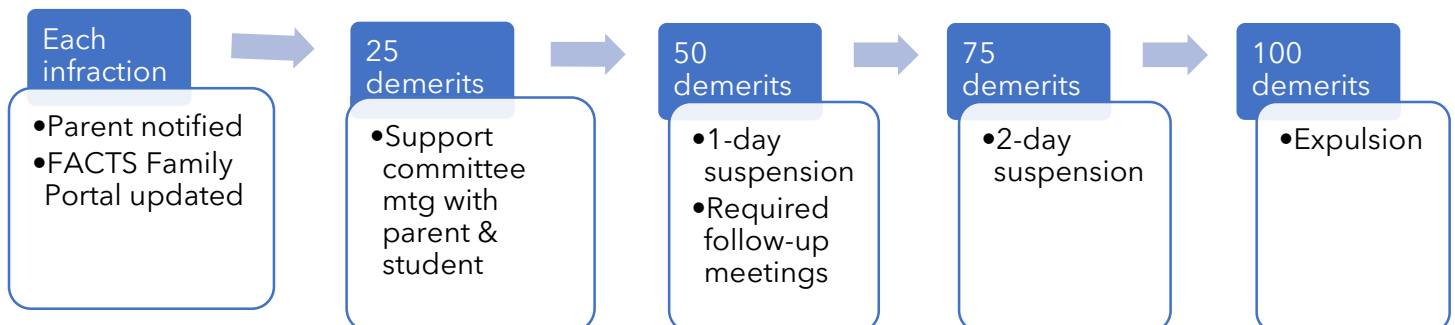 Each
infraction
•Parent notified
•FACTS Family
Portal updated
25
demerits
•Support
committee
mtg with
parent &
student
50
demerits
•1-day
suspension
•Required
follow-up
meetings
75
demerits
•2-day
suspension
100
demerits
•Expulsion